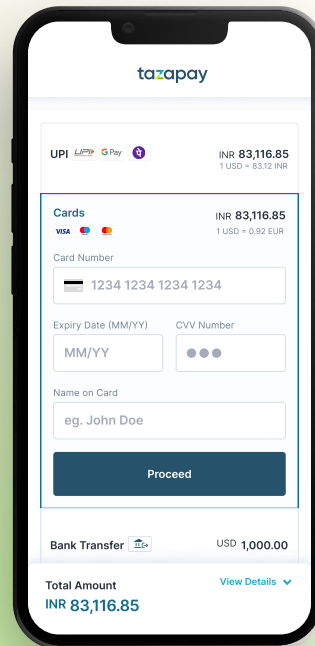 tazapay
UPI UPI G Pay पे INR 83,116.85
1 USD = 83.12 INR
Cards INR 83,116.85
VISA 1 USD = 0.92 EUR
Card Number
1234 1234 1234 1234
Expiry Date (MM/YY) CVV Number
MM/YY
Name on Card
eg. John Doe
Proceed
Bank Transfer USD 1,000.00
Total Amount View Details
INR 83,116.85